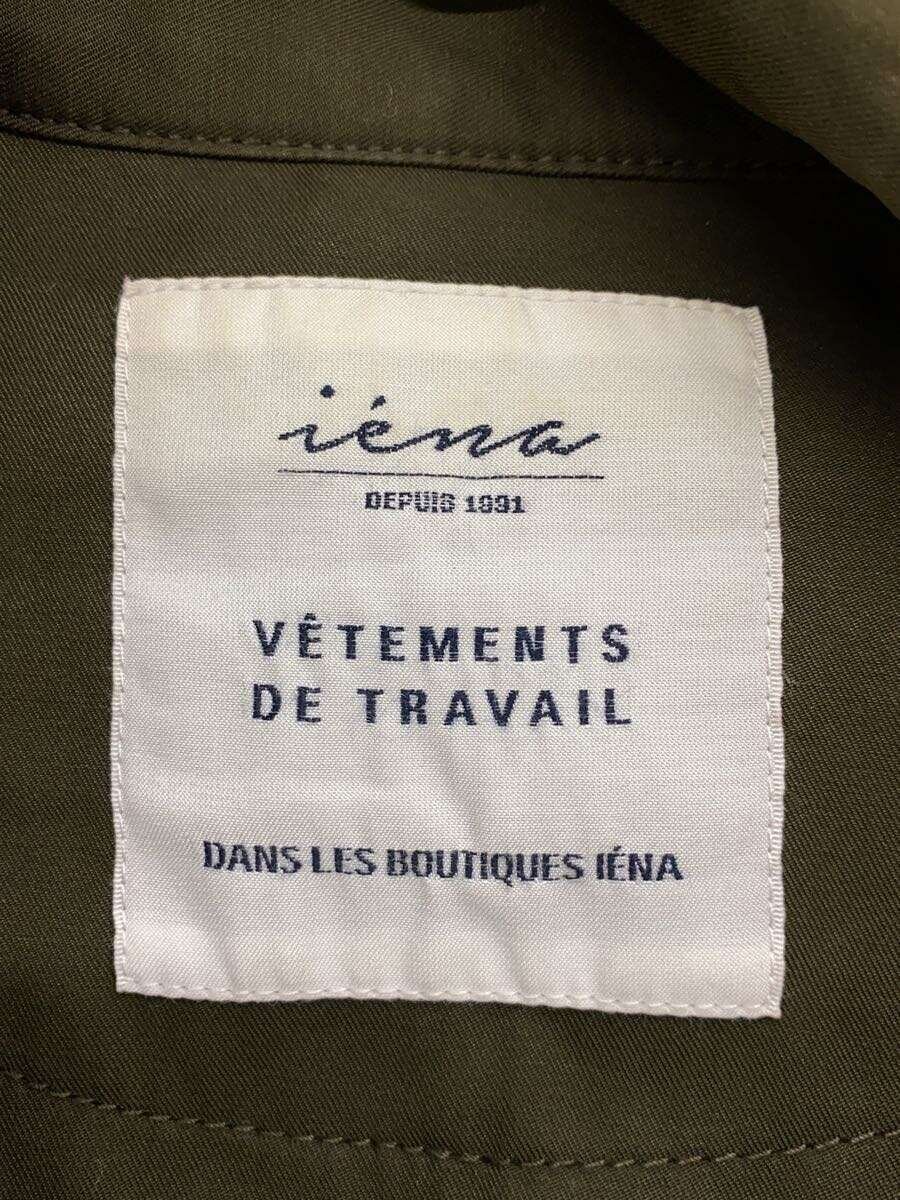 iéna
DEPUIS 1991
VÊTEMENTS
DE TRAVAIL
DANS LES BOUTIQUES IÉNA